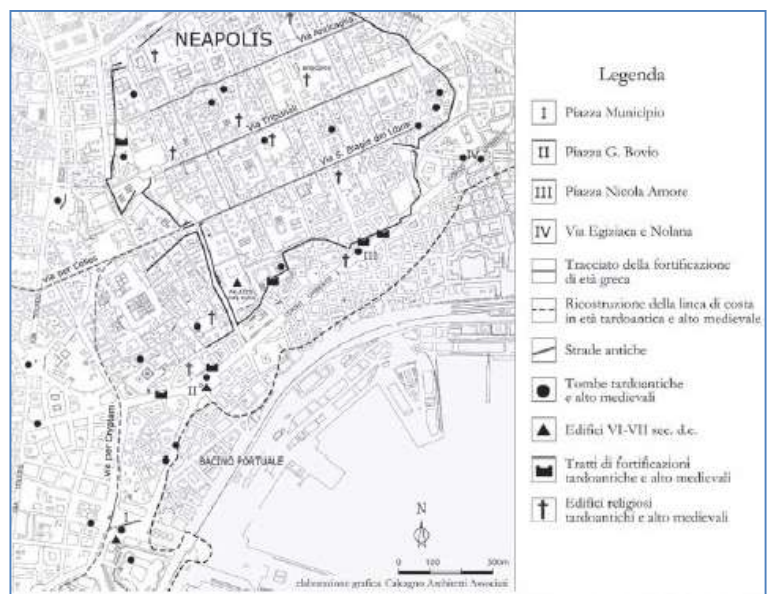 NEAPOLIS
Via Anticaglia
Via Tribunali
Via S. Biagio dei Librai
IV
III
Via per Cumas
II
Via per Cryptam
BACINO PORTUALE
I
N
0 100 300m
elaborazione grafica Calcagno Architetti Associati
Legenda
I Piazza Municipio
II Piazza G. Bovio
III Piazza Nicola Amore
IV Via Egiziaca e Nolana
Tracciato della fortificazione
di età greca
Ricostruzione della linea di costa
in età tardoantica e alto medievale
Strade antiche
Tombe tardoantiche
e alto medievali
Edifici VI-VII sec. d.c.
Tratti di fortificazioni
tardoantiche e alto medievali
Edifici religiosi
tardoantichi e alto medievali